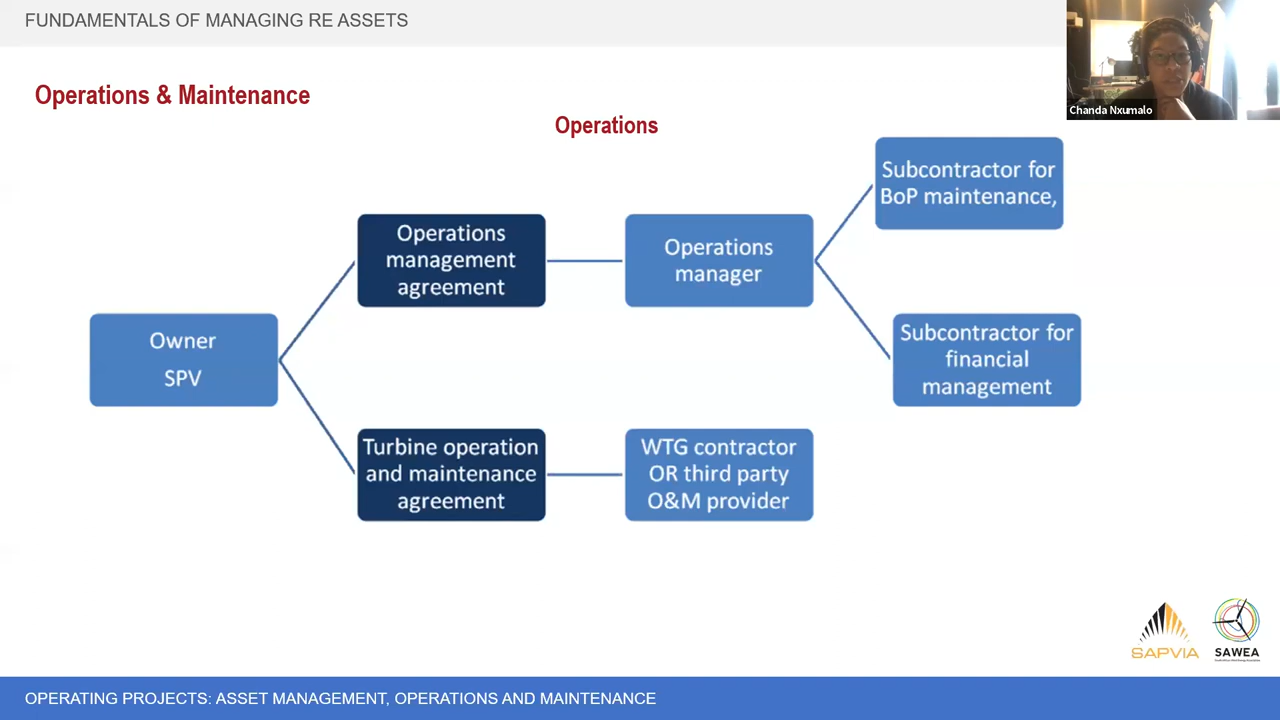 FUNDAMENTALS OF MANAGING RE ASSETS
Chanda Nxumalo
Operations & Maintenance
Operations
Subcontractor for
BoP maintenance,
Operations
management
agreement
Operations
manager
Owner
SPV
Subcontractor for
financial
management
Turbine operation
and maintenance
agreement
WTG contractor
OR third party
O&M provider
SAPVIA
SAWEA
OPERATING PROJECTS: ASSET MANAGEMENT, OPERATIONS AND MAINTENANCE